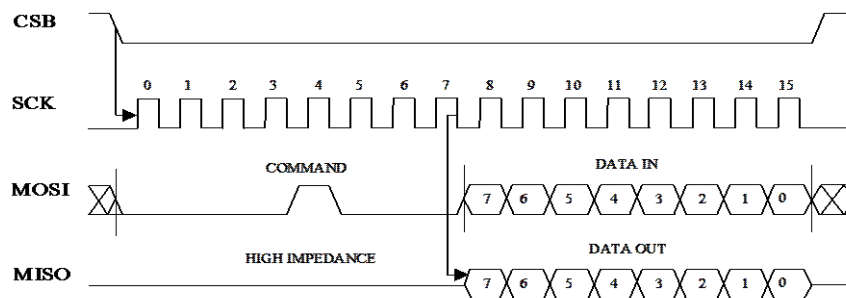 CSB
0 1 2 3 4 5 6 7 8 9 10 11 12 13 14 15
SCK
COMMAND DATA IN
MOSI 7 6 5 4 3 2 1 0
HIGH IMPEDANCE DATA OUT
MISO 7 6 5 4 3 2 1 0